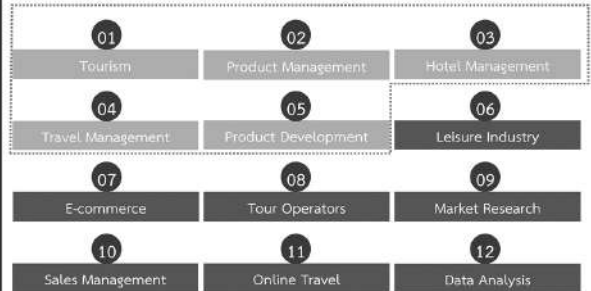 01 02 03
Tourism Product Management Hotel Management
04 05 06
Travel Management Product Development Leisure Industry
07 08 09
E-commerce Tour Operators Market Research
10 11 12
Sales Management Online Travel Data Analysis